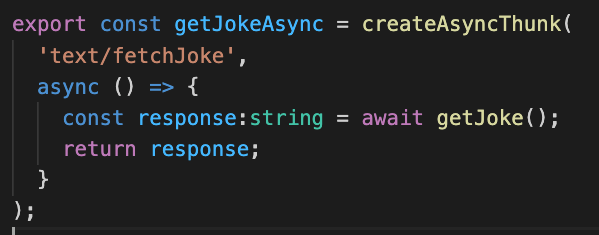 export const getJokeAsync = createAsyncThunk(
  'text/fetchJoke',
  async () => {
    const response:string = await getJoke();
    return response;
  }
);